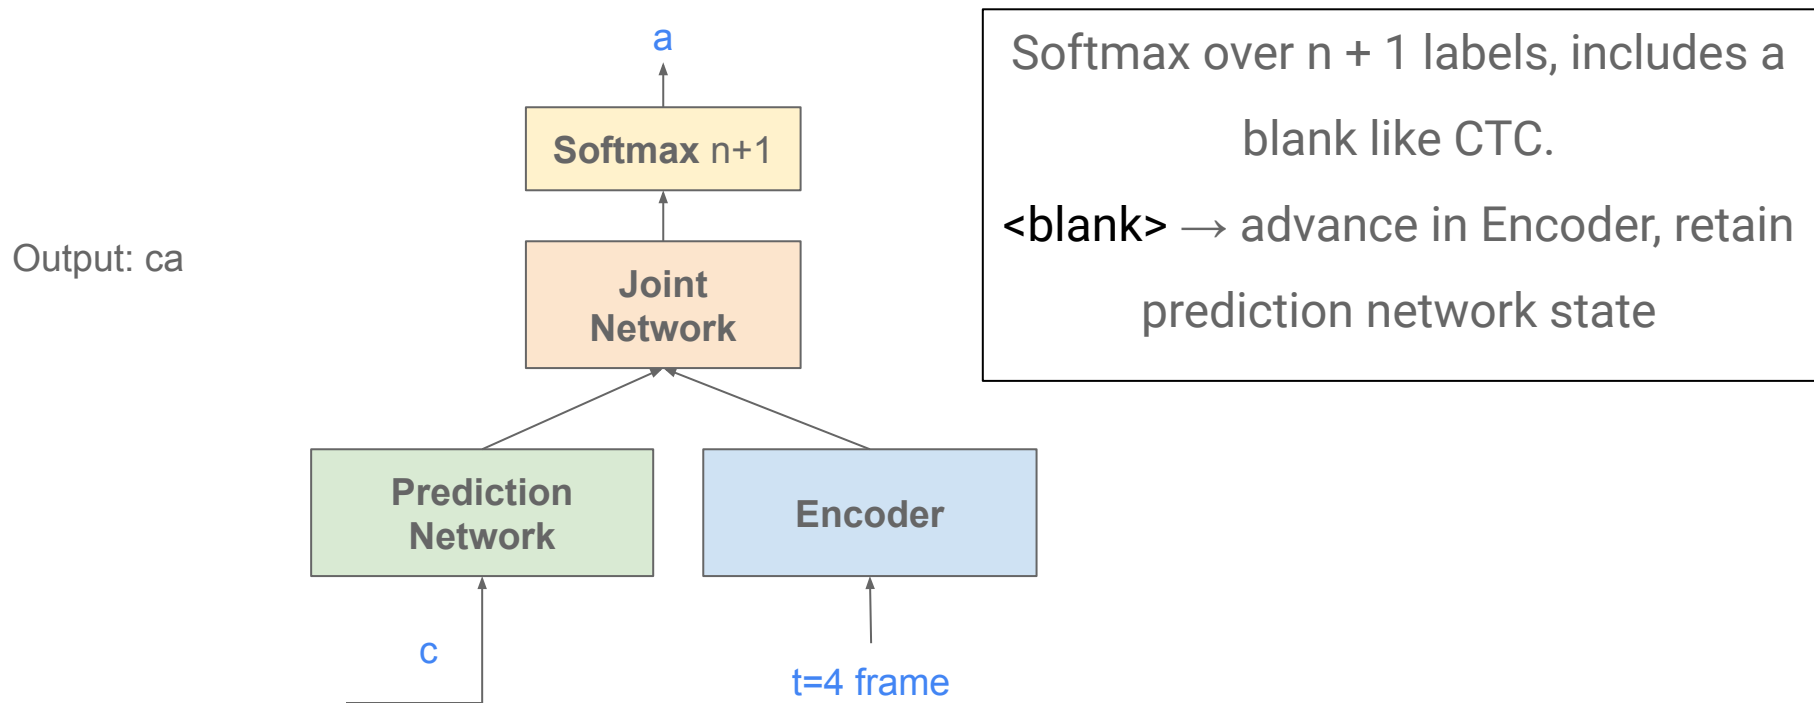 a
Softmax n+1
Output: ca
Joint
Network
Prediction
Network
Encoder
c
t=4 frame
Softmax over n + 1 labels, includes a
blank like CTC.
<blank> → advance in Encoder, retain
prediction network state